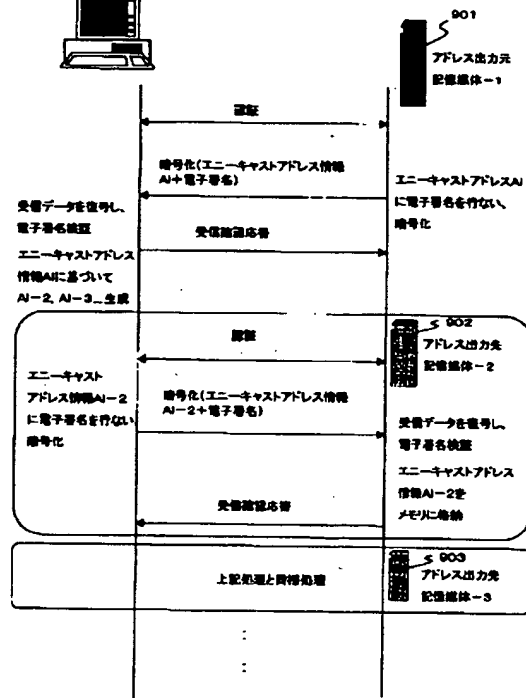 901
アドレス出力元
記憶媒体-1
認証
暗号化(エニーキャストアドレス情報
AI+電子署名)
エニーキャストアドレスAI
に電子署名を行ない、
暗号化
受信データを復号し、
電子署名検証
受信確認応答
エニーキャストアドレス
情報AIに基づいて
AI-2, AI-3...生成
902
アドレス出力先
記憶媒体-2
認証
エニーキャスト
アドレス情報AI-2
に電子署名を行ない
暗号化
暗号化(エニーキャストアドレス情報
AI-2+電子署名)
受信データを復号し、
電子署名検証
エニーキャストアドレス
情報AI-2を
メモリに格納
受信確認応答
903
アドレス出力先
記憶媒体-3
上記処理と同様処理